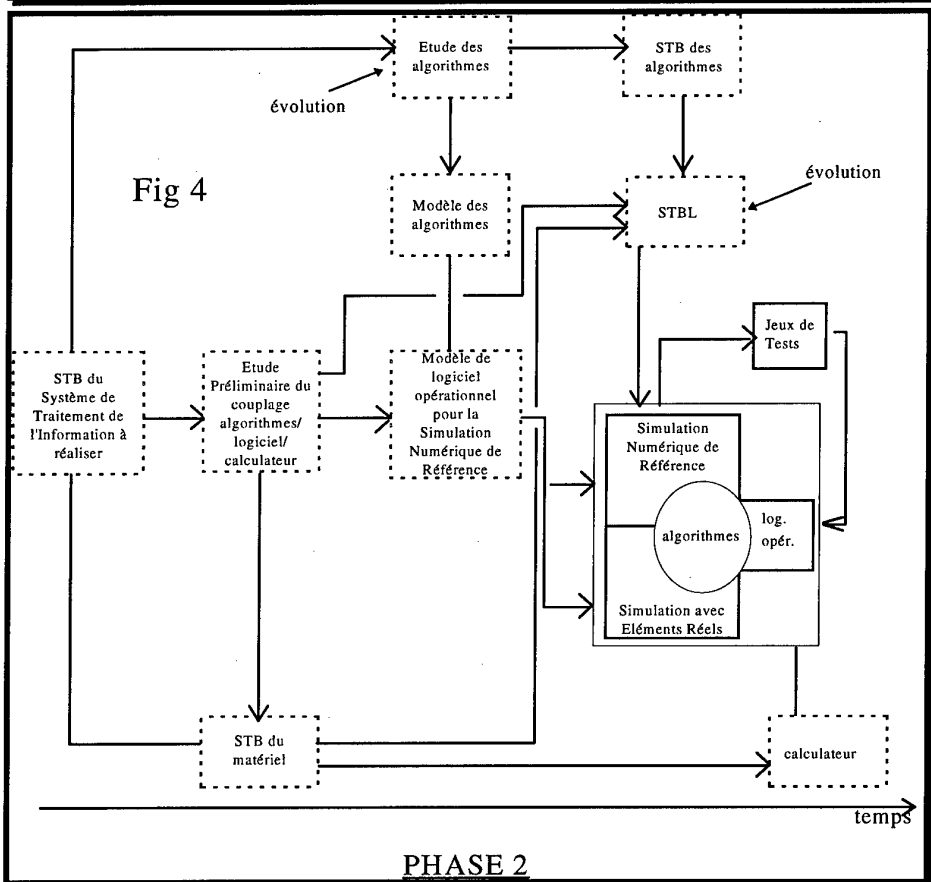 Etude des
algorithmes
STB des
algorithmes
évolution
Fig 4
Modèle des
algorithmes
STBL
évolution
Jeux de
Tests
STB du
Système de
Traitement de
l'Information à
réaliser
Etude
Préliminaire du
couplage
algorithmes/
logiciel/
calculateur
Modèle de
logiciel
opérationnel
pour la
Simulation
Numérique de
Référence
Simulation
Numérique de
Référence
algorithmes
log.
opér.
Simulation avec
Eléments Réels
STB du
matériel
calculateur
temps
PHASE 2